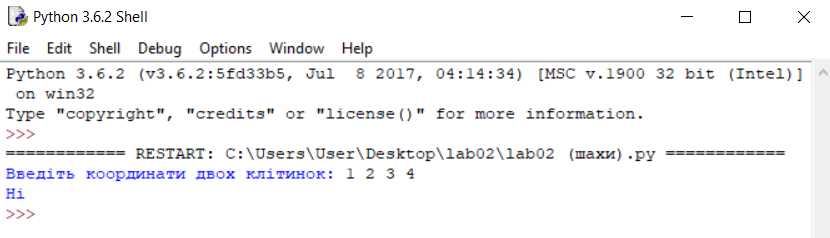 Python 3.6.2 Shell
File Edit Shell Debug Options Window Help
Python 3.6.2 (v3.6.2:5fd33b5, Jul  8 2017, 04:14:34) [MSC v.1900 32 bit (Intel)]
 on win32
Type "copyright", "credits" or "license()" for more information.
>>>
============ RESTART: C:\Users\User\Desktop\lab02\lab02 (шахи).py ============
Введіть координати двох клітинок: 1 2 3 4
Ні
>>>